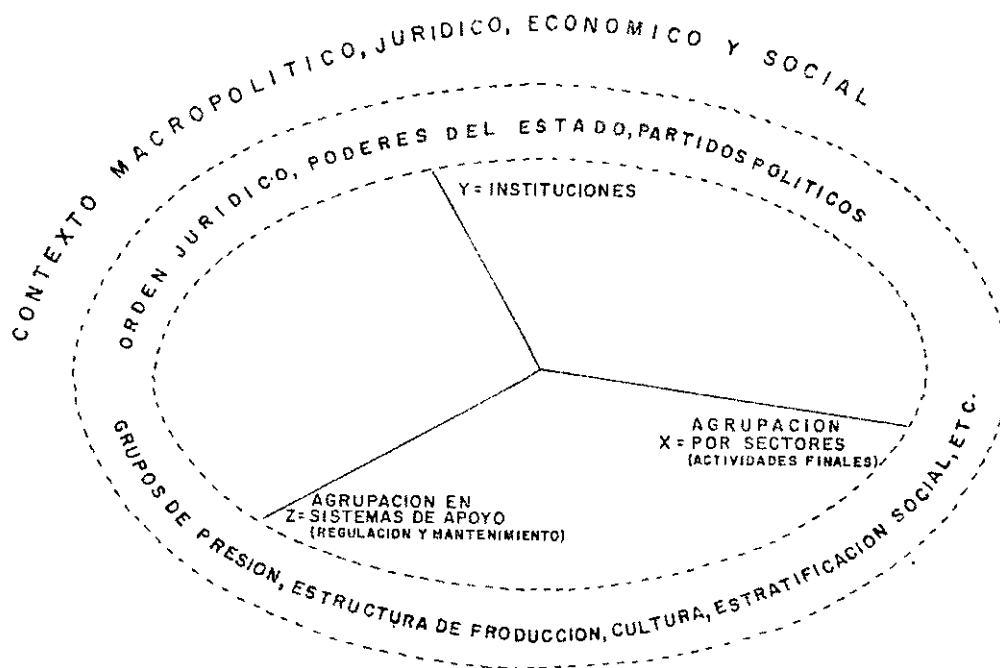 CONTEXTO MACROPOLITICO, JURIDICO, ECONOMICO Y SOCIAL
ORDEN JURIDICO, PODERES DEL ESTADO, PARTIDOS POLITICOS
Y = INSTITUCIONES
AGRUPACION
X = POR SECTORES
(ACTIVIDADES FINALES)
AGRUPACION EN
Z= SISTEMAS DE APOYO
(REGULACION Y MANTENIMIENTO)
GRUPOS DE PRESION, ESTRUCTURA DE PRODUCCION, CULTURA, ESTRATIFICACION SOCIAL, ETC.